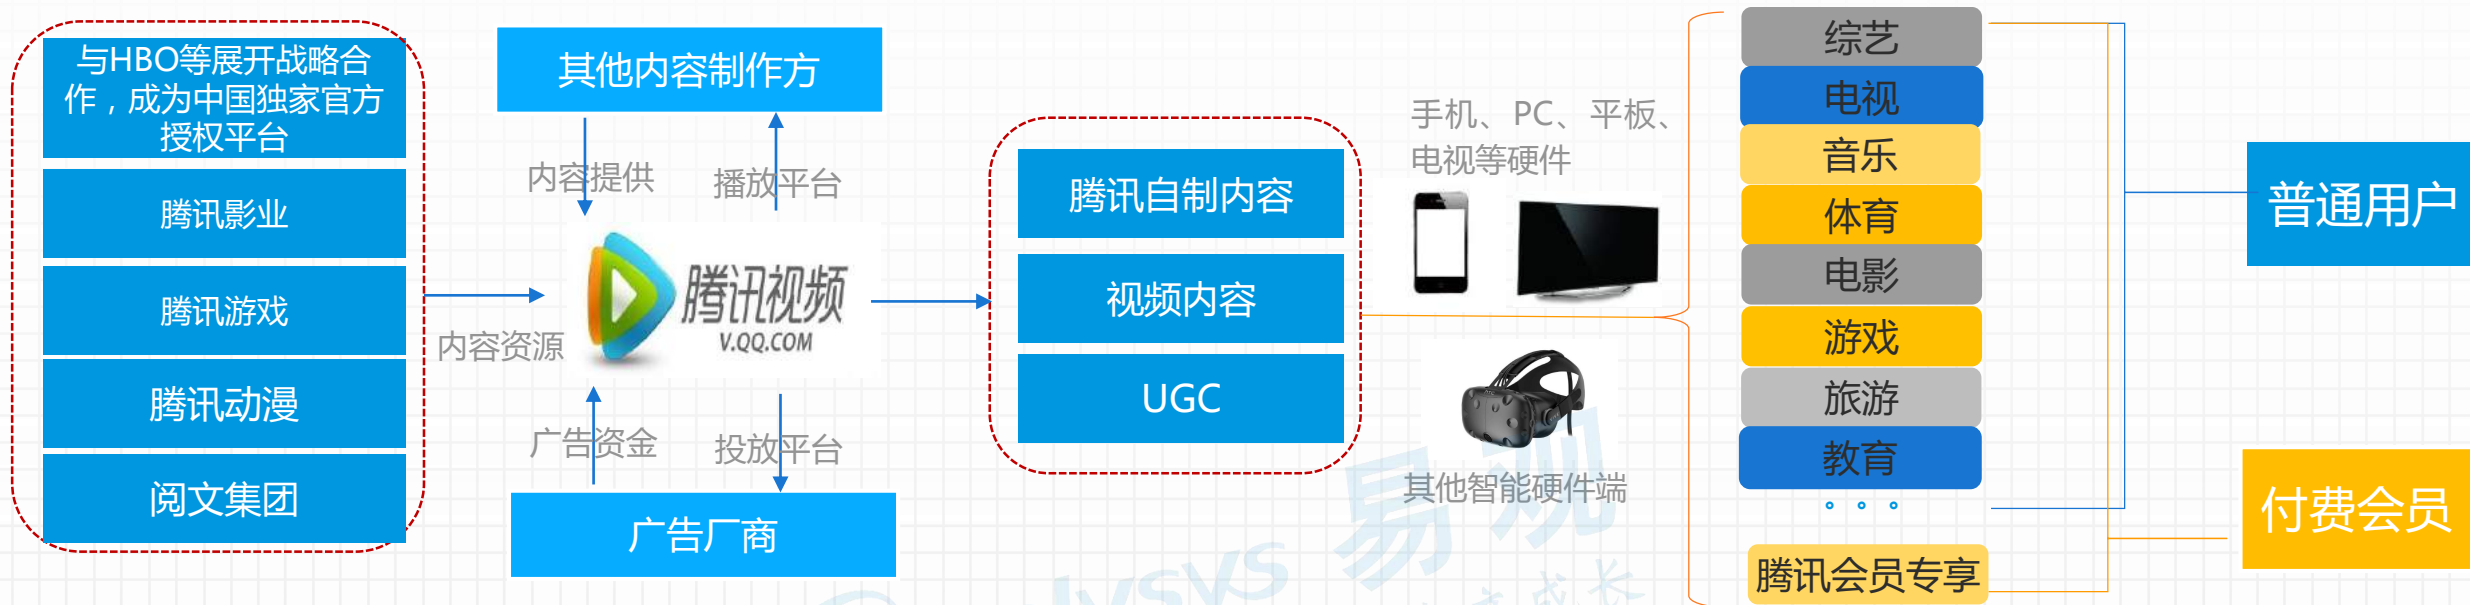 与HBO等展开战略合
作，成为中国独家官方
授权平台
腾讯影业
腾讯游戏
腾讯动漫
阅文集团
内容资源
其他内容制作方
内容提供
播放平台
腾讯视频
V.QQ.COM
广告资金
投放平台
广告厂商
腾讯自制内容
视频内容
UGC
手机、PC、平板、
电视等硬件
其他智能硬件端
综艺
电视
音乐
体育
电影
游戏
旅游
教育
。。。
腾讯会员专享
普通用户
付费会员
易观